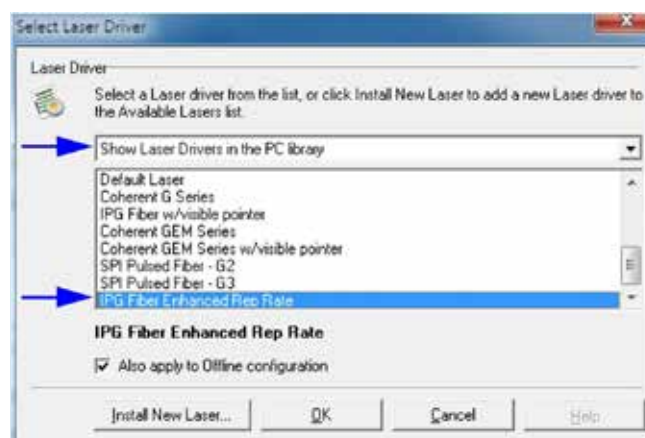 Select Laser Driver
Laser Driver
Select a Laser driver from the list, or click Install New Laser to add a new Laser driver to
the Available Lasers list.
Show Laser Drivers in the PC library
Default Laser
Coherent G Series
IPG Fiber w/visible pointer
Coherent GEM Series
Coherent GEM Series w/visible pointer
SPI Pulsed Fiber - G2
SPI Pulsed Fiber - G3
IPG Fiber Enhanced Rep Rate
IPG Fiber Enhanced Rep Rate
Also apply to Offline configuration
Install New Laser... OK Cancel Help